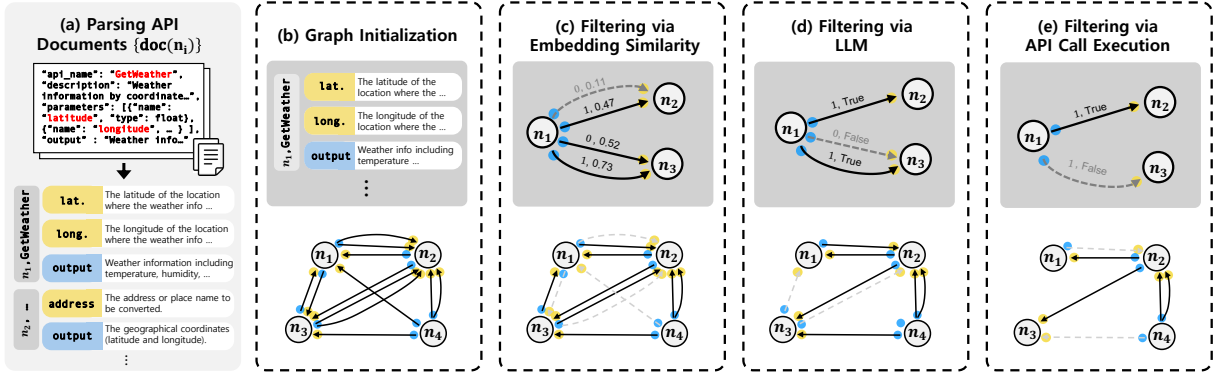 (a) Parsing API
Documents {doc(nᵢ)}
"api_name": "GetWeather",
"description": "Weather
information by coordinate…",
"parameters": [{"name":
"latitude", "type": float},
{"name": "longitude", … } ],
"output" : "Weather info…"
n₁, GetWeather
lat.
The latitude of the location
where the weather info ...
long.
The longitude of the location
where the weather info ...
output
Weather information including
temperature, humidity, ...
n₂, …
address
The address or place name to
be converted.
output
The geographical coordinates
(latitude and longitude).
⋮
(b) Graph Initialization
n₁, GetWeather
lat.
The latitude of the
location where the ...
long.
The longitude of the
location where the ...
output
Weather info including
temperature ...
⋮
n₁
n₂
n₃
n₄
(c) Filtering via
Embedding Similarity
0, 0.11
1, 0.47
0, 0.52
1, 0.73
n₁
n₂
n₃
n₁
n₂
n₃
n₄
(d) Filtering via
LLM
1, True
0, False
1, True
n₁
n₂
n₃
n₁
n₂
n₃
n₄
(e) Filtering via
API Call Execution
1, True
1, False
n₁
n₂
n₃
n₁
n₂
n₃
n₄